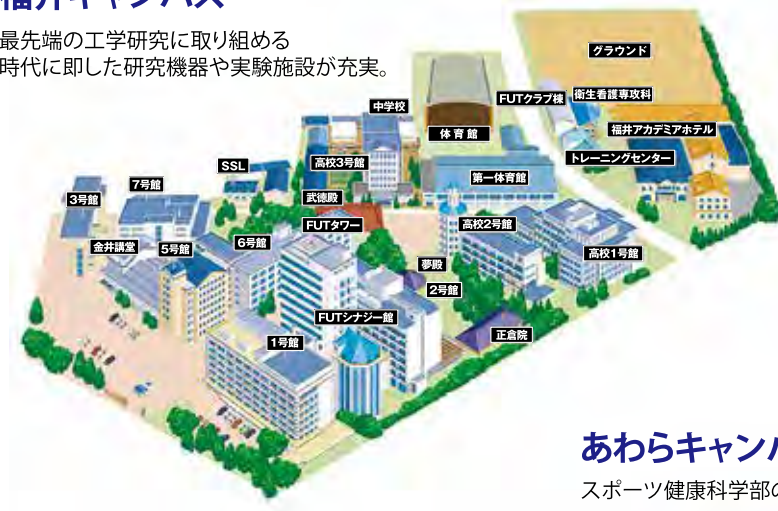 福井キャンパス
最先端の工学研究に取り組める
時代に即した研究機器や実験施設が充実。
グラウンド
FUTクラブ棟
衛生看護専攻科
中学校
体育館
福井アカデミアホテル
トレーニングセンター
高校3号館
SSL
第一体育館
7号館
3号館
武徳殿
FUTタワー
高校2号館
金井講堂
5号館
6号館
高校1号館
夢殿
2号館
FUTシナジー館
正倉院
1号館
あわらキャンパ
スポーツ健康科学部の